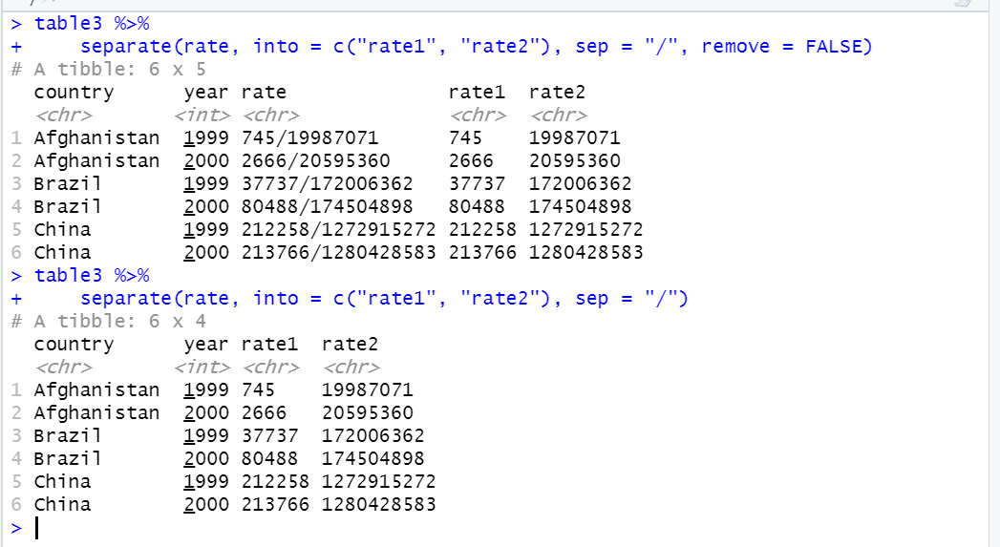 > table3 %>%
+     separate(rate, into = c("rate1", "rate2"), sep = "/", remove = FALSE)
# A tibble: 6 x 5
  country      year rate              rate1  rate2
  <chr>       <int> <chr>             <chr>  <chr>
1 Afghanistan  1999 745/19987071      745    19987071
2 Afghanistan  2000 2666/20595360     2666   20595360
3 Brazil       1999 37737/172006362   37737  172006362
4 Brazil       2000 80488/174504898   80488  174504898
5 China        1999 212258/1272915272 212258 1272915272
6 China        2000 213766/1280428583 213766 1280428583
> table3 %>%
+     separate(rate, into = c("rate1", "rate2"), sep = "/")
# A tibble: 6 x 4
  country      year rate1  rate2
  <chr>       <int> <chr>  <chr>
1 Afghanistan  1999 745    19987071
2 Afghanistan  2000 2666   20595360
3 Brazil       1999 37737  172006362
4 Brazil       2000 80488  174504898
5 China        1999 212258 1272915272
6 China        2000 213766 1280428583
>